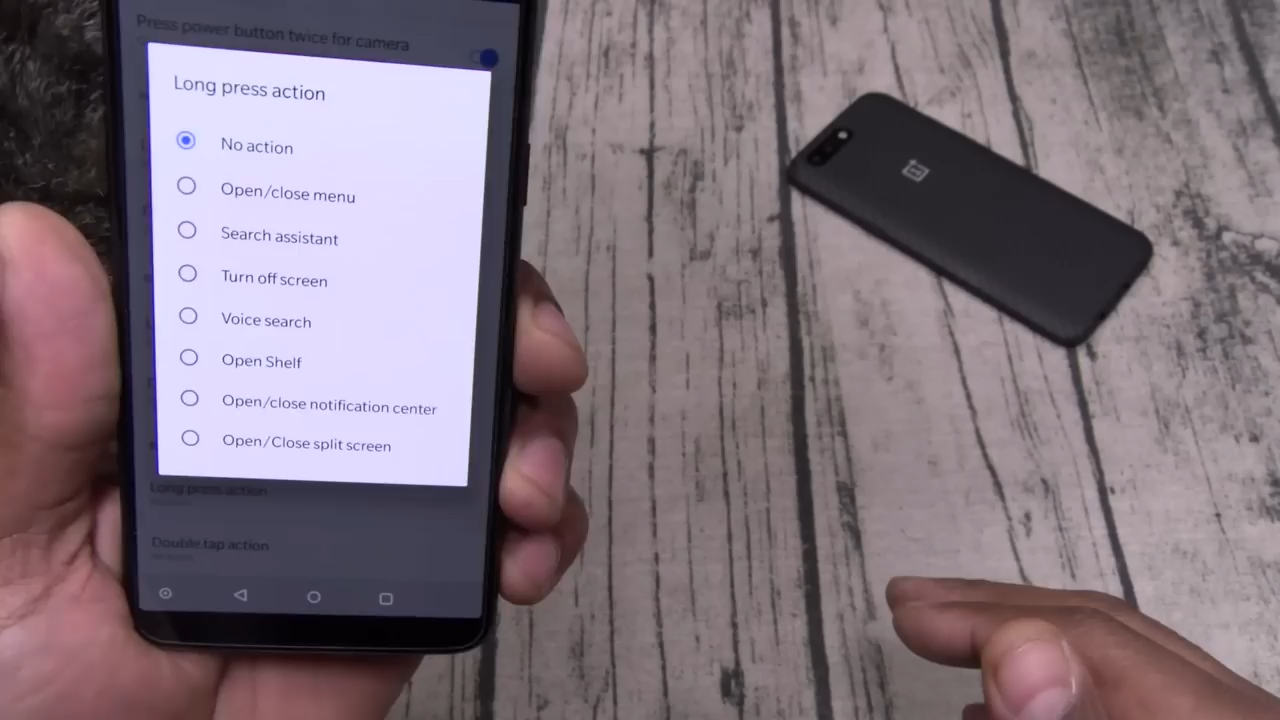 Press power button twice for camera
Long press action
No action
Open/close menu
Search assistant
Turn off screen
Voice search
Open Shelf
Open/close notification center
Open/Close split screen
Long press action
Double tap action